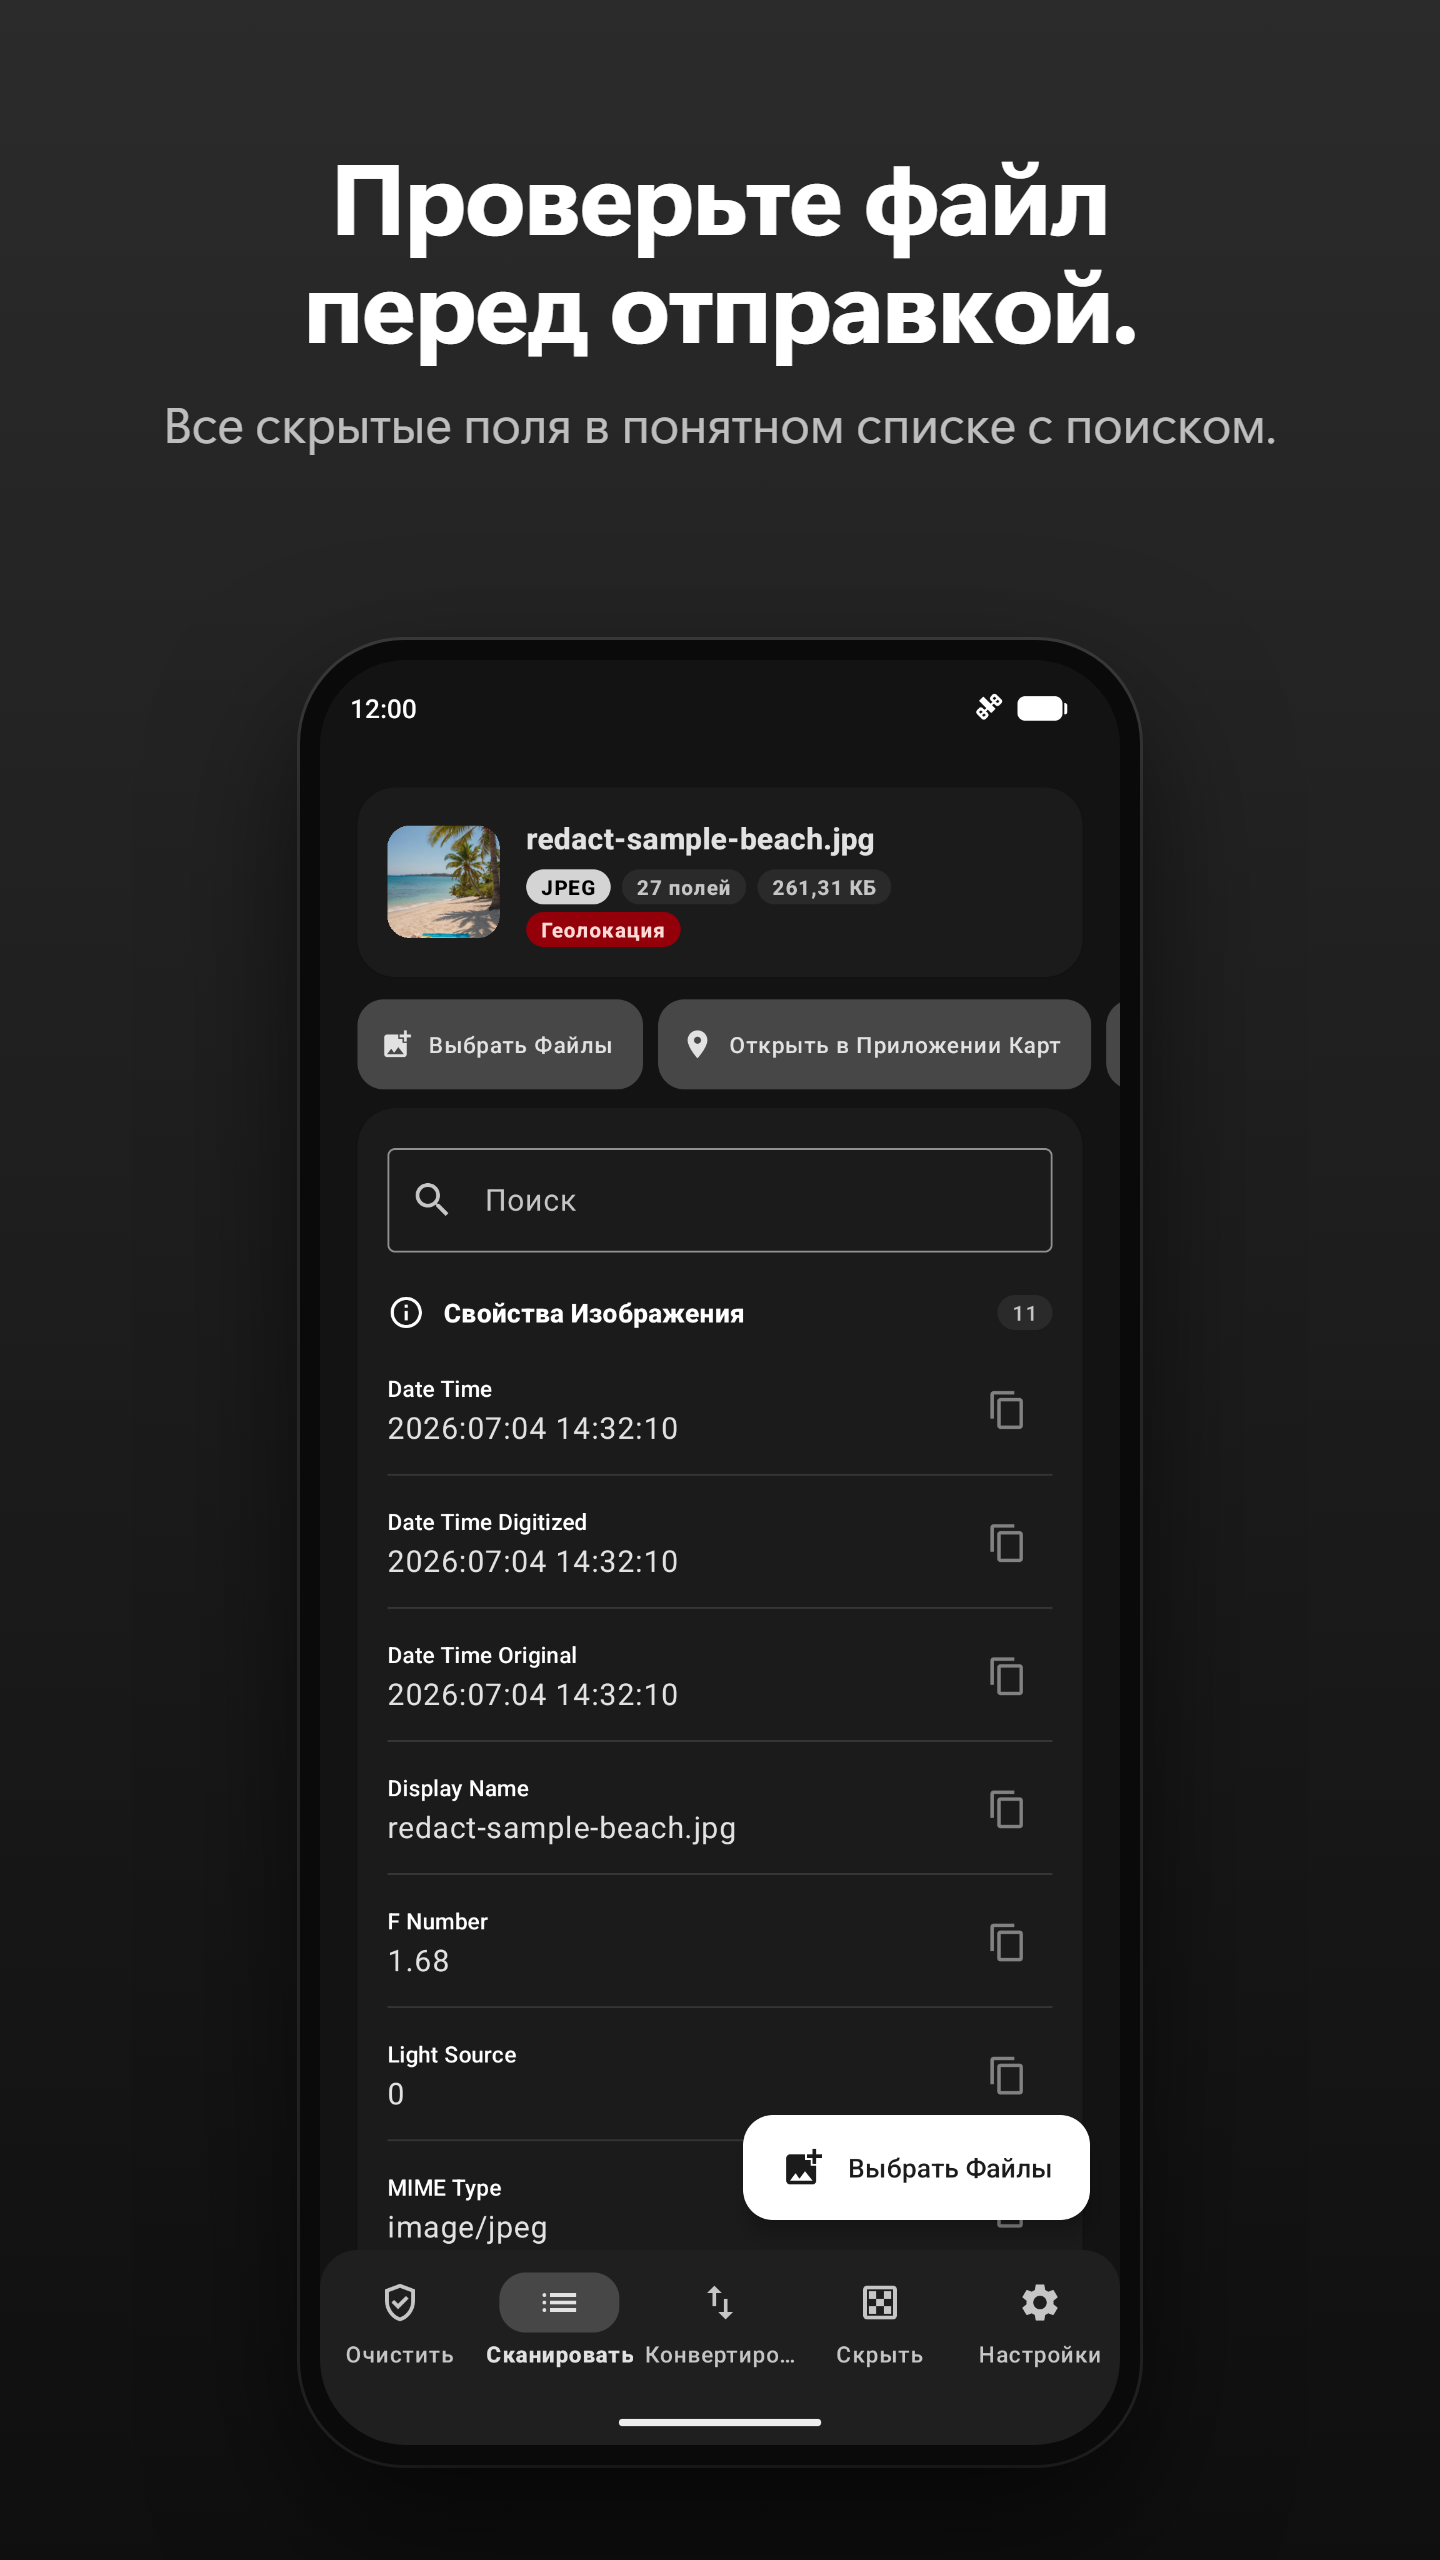 Проверьте файл
перед отправкой.
Все скрытые поля в понятном списке с поиском.
12:00
redact-sample-beach.jpg
JPEG 27 полей 261,31 КБ
Геолокация
Выбрать Файлы Открыть в Приложении Карт
Поиск
Свойства Изображения 11
Date Time
2026:07:04 14:32:10
Date Time Digitized
2026:07:04 14:32:10
Date Time Original
2026:07:04 14:32:10
Display Name
redact-sample-beach.jpg
F Number
1.68
Light Source
0
Выбрать Файлы
MIME Type
image/jpeg
Очистить Сканировать Конвертиро... Скрыть Настройки